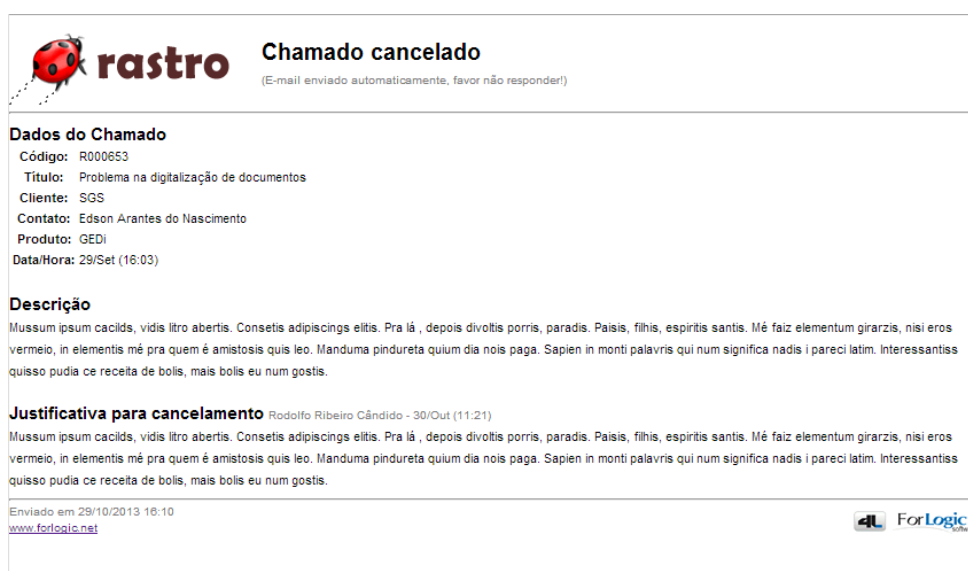 rastro
Chamado cancelado
(E-mail enviado automaticamente, favor não responder!)
Dados do Chamado
Código: R000653
Título: Problema na digitalização de documentos
Cliente: SGS
Contato: Edson Arantes do Nascimento
Produto: GEDi
Data/Hora: 29/Set (16:03)
Descrição
Mussum ipsum cacilds, vidis litro abertis. Consetis adipiscings elitis. Pra lá , depois divoltis porris, paradis. Paisis, filhis, espiritis santis. Mé faiz elementum girarzis, nisi eros
vermeio, in elementis mé pra quem é amistosis quis leo. Manduma pindureta quium dia nois paga. Sapien in monti palavris qui num significa nadis i pareci latim. Interessantiss
quisso pudia ce receita de bolis, mais bolis eu num gostis.
Justificativa para cancelamento Rodolfo Ribeiro Cândido - 30/Out (11:21)
Mussum ipsum cacilds, vidis litro abertis. Consetis adipiscings elitis. Pra lá , depois divoltis porris, paradis. Paisis, filhis, espiritis santis. Mé faiz elementum girarzis, nisi eros
vermeio, in elementis mé pra quem é amistosis quis leo. Manduma pindureta quium dia nois paga. Sapien in monti palavris qui num significa nadis i pareci latim. Interessantiss
quisso pudia ce receita de bolis, mais bolis eu num gostis.
Enviado em 29/10/2013 16:10
www.forlogic.net
4L ForLogic